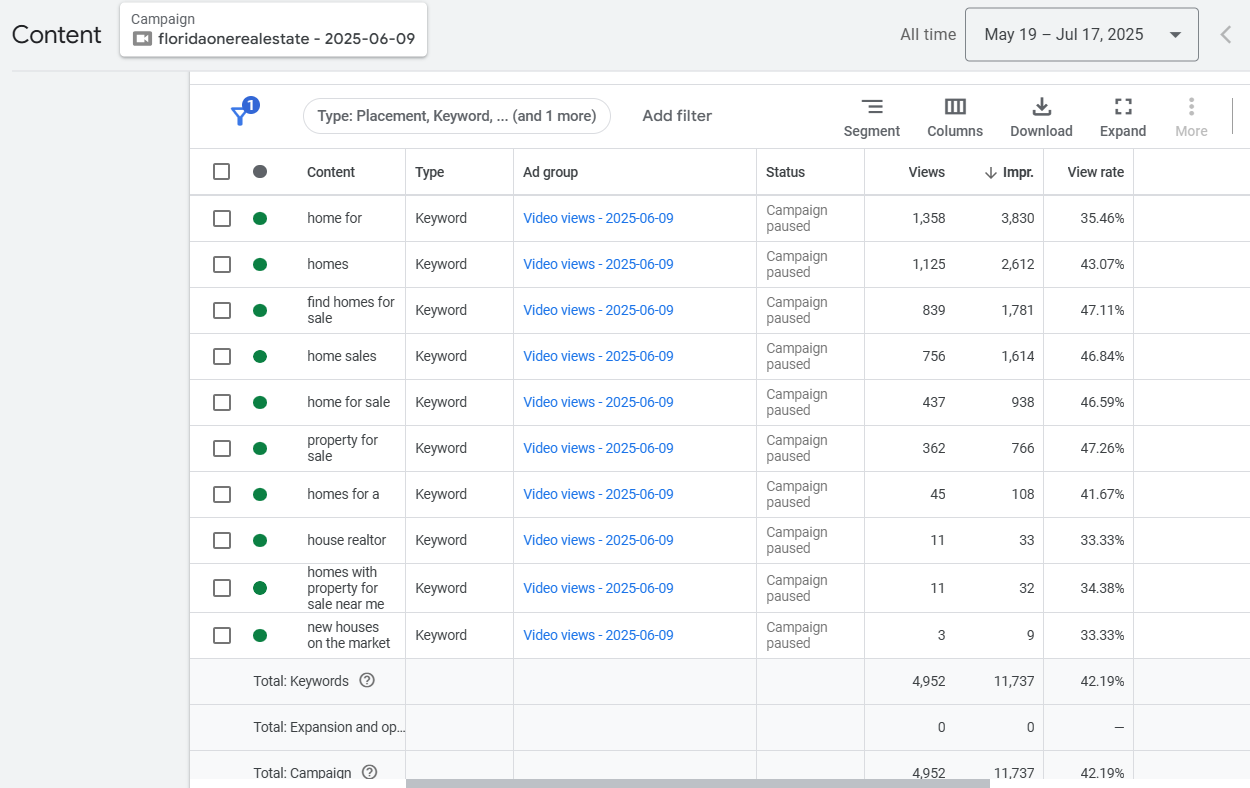 Content
Campaign
floridaonerealestate - 2025-06-09
All time
May 19 – Jul 17, 2025
1
Type: Placement, Keyword, ... (and 1 more)
Add filter
Segment
Columns
Download
Expand
More
Content Type Ad group Status Views Impr. View rate
home for Keyword Video views - 2025-06-09 Campaign paused 1,358 3,830 35.46%
homes Keyword Video views - 2025-06-09 Campaign paused 1,125 2,612 43.07%
find homes for sale Keyword Video views - 2025-06-09 Campaign paused 839 1,781 47.11%
home sales Keyword Video views - 2025-06-09 Campaign paused 756 1,614 46.84%
home for sale Keyword Video views - 2025-06-09 Campaign paused 437 938 46.59%
property for sale Keyword Video views - 2025-06-09 Campaign paused 362 766 47.26%
homes for a Keyword Video views - 2025-06-09 Campaign paused 45 108 41.67%
house realtor Keyword Video views - 2025-06-09 Campaign paused 11 33 33.33%
homes with property for sale near me Keyword Video views - 2025-06-09 Campaign paused 11 32 34.38%
new houses on the market Keyword Video views - 2025-06-09 Campaign paused 3 9 33.33%
Total: Keywords 4,952 11,737 42.19%
Total: Expansion and op... 0 0 —
Total: Campaign 4,952 11,737 42.19%